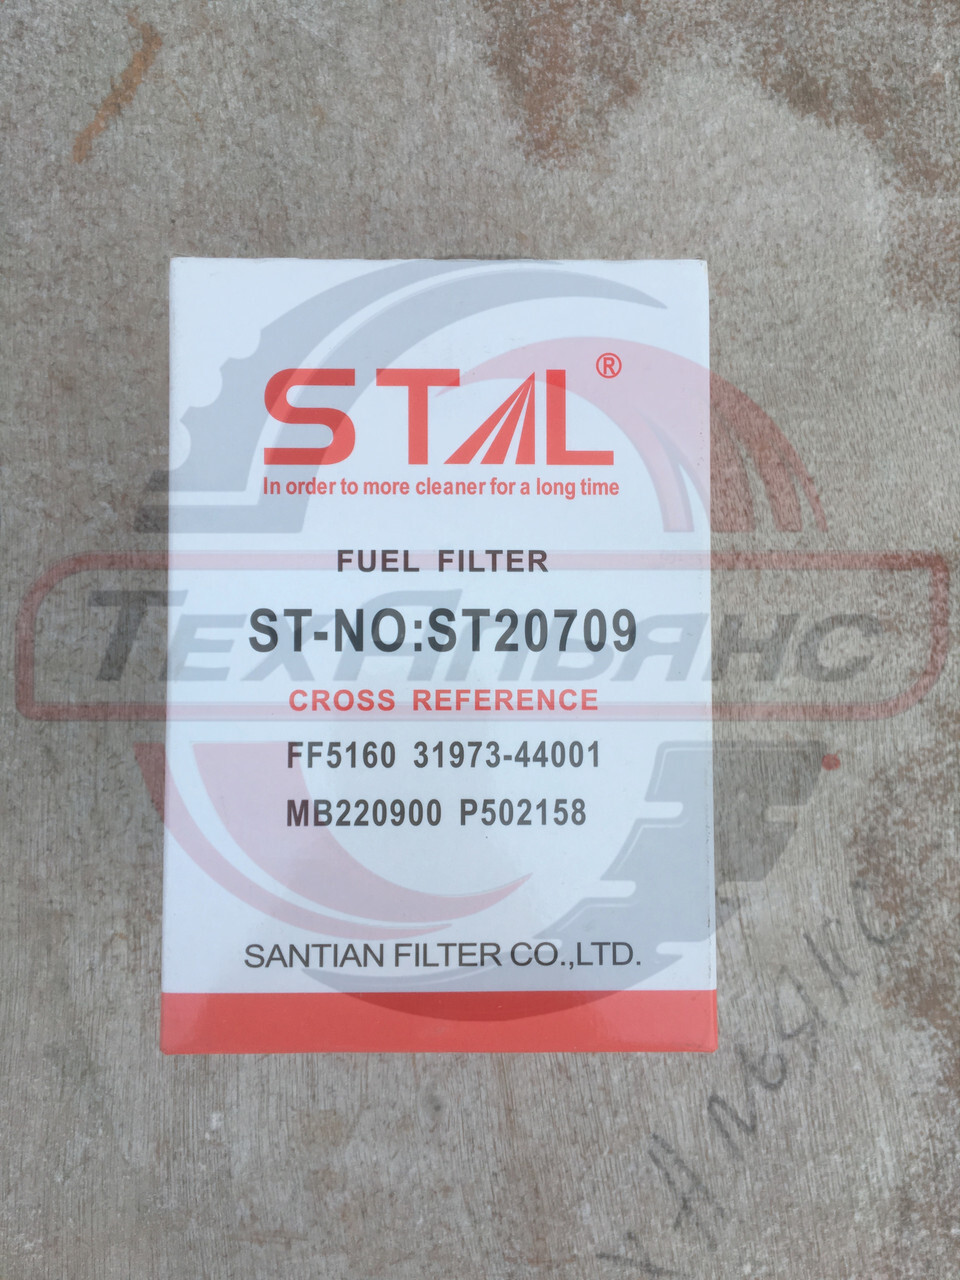 STAL®
In order to more cleaner for a long time
FUEL FILTER
ST-NO:ST20709
ТЕХАЛЬЯНС
CROSS REFERENCE
FF5160 31973-44001
MB220900 P502158
SANTIAN FILTER CO.,LTD.